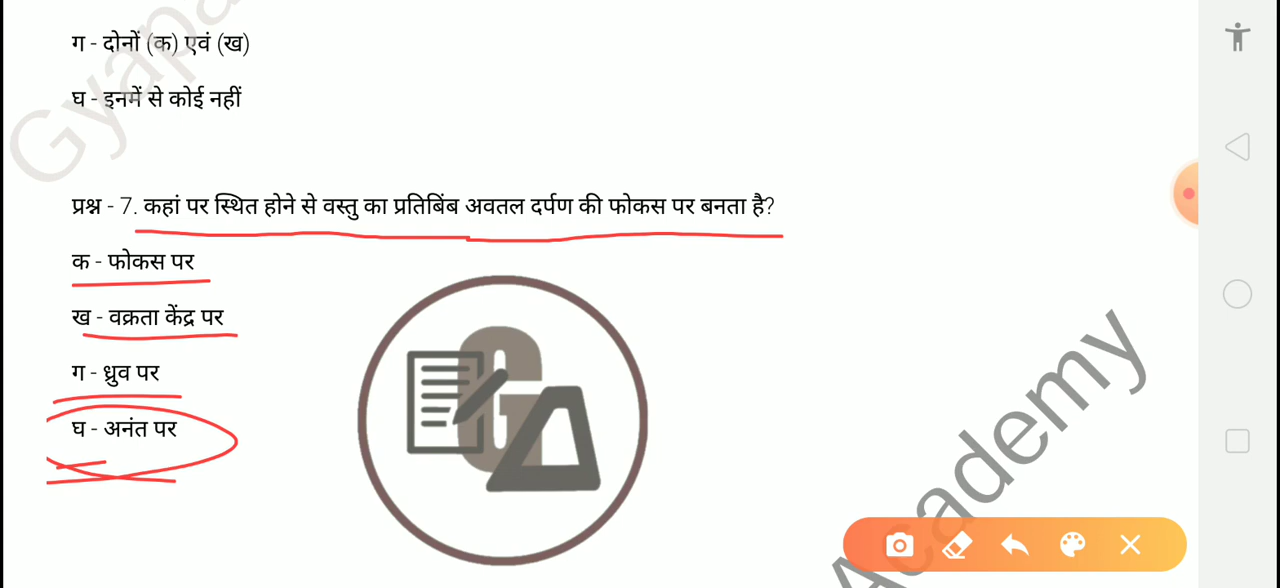 ग - दोनों (क) एवं (ख)
घ - इनमें से कोई नहीं
प्रश्न - 7. कहां पर स्थित होने से वस्तु का प्रतिबिंब अवतल दर्पण की फोकस पर बनता है?
क - फोकस पर
ख - वक्रता केंद्र पर
ग - ध्रुव पर
घ - अनंत पर
G
Academy